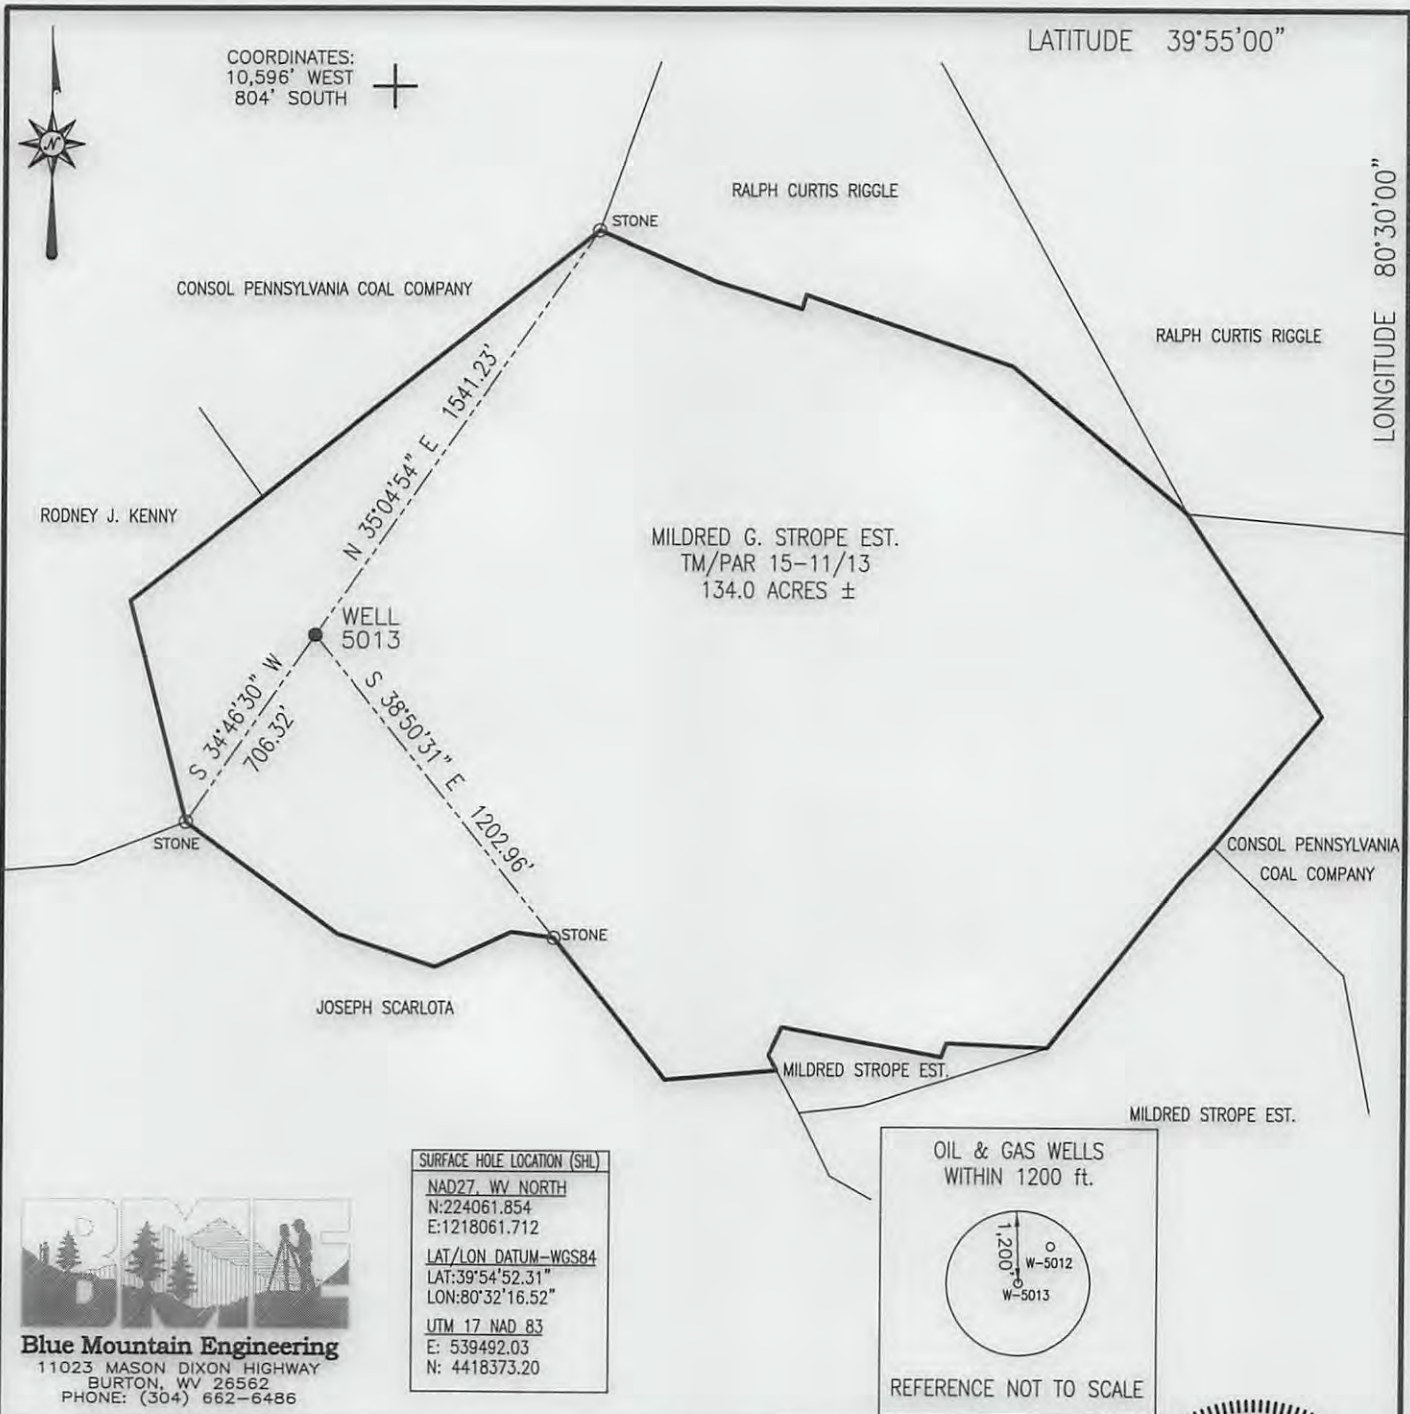 COORDINATES:
10,596' WEST
804' SOUTH
LATITUDE 39°55'00"
LONGITUDE 80°30'00"
N
RALPH CURTIS RIGGLE
STONE
CONSOL PENNSYLVANIA COAL COMPANY
RALPH CURTIS RIGGLE
N 35°04'54" E 1541.23'
RODNEY J. KENNY
MILDRED G. STROPE EST.
TM/PAR 15-11/13
134.0 ACRES ±
WELL
5013
S 34°46'30" W
706.32'
S 38°50'31" E 1202.96'
STONE
CONSOL PENNSYLVANIA
COAL COMPANY
STONE
JOSEPH SCARLOTA
MILDRED STROPE EST.
MILDRED STROPE EST.
SURFACE HOLE LOCATION (SHL)
NAD27, WV NORTH
N:224061.854
E:1218061.712
LAT/LON DATUM-WGS84
LAT:39°54'52.31"
LON:80°32'16.52"
UTM 17 NAD 83
E: 539492.03
N: 4418373.20
OIL & GAS WELLS
WITHIN 1200 ft.
1,200'
W-5012
W-5013
REFERENCE NOT TO SCALE
BME
Blue Mountain Engineering
11023 MASON DIXON HIGHWAY
BURTON, WV 26562
PHONE: (304) 662-6486